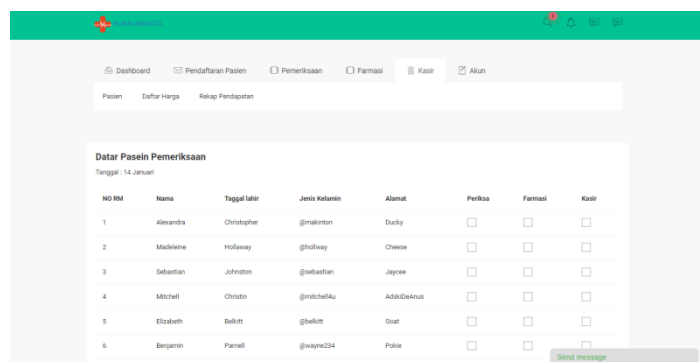 Dashboard Pendaftaran Pasien Pemeriksaan Farmasi Kasir Akun
Pasien Daftar Harga Rekap Pendapatan
Datar Pasein Pemeriksaan
Tanggal : 14 Januari
NO RM Nama Taggal lahir Jenis Kelamin Alamat Periksa Farmasi Kasir
1 Alexandra Christopher @makinton Ducky
2 Madeleine Hollaway @hollway Cheese
3 Sebastian Johnston @sebastian Jaycee
4 Mitchell Christin @mitchell4u AdskiDeAnus
5 Elizabeth Belkitt @belkitt Goat
6 Benjamin Parnell @wayne234 Pokie
Send message